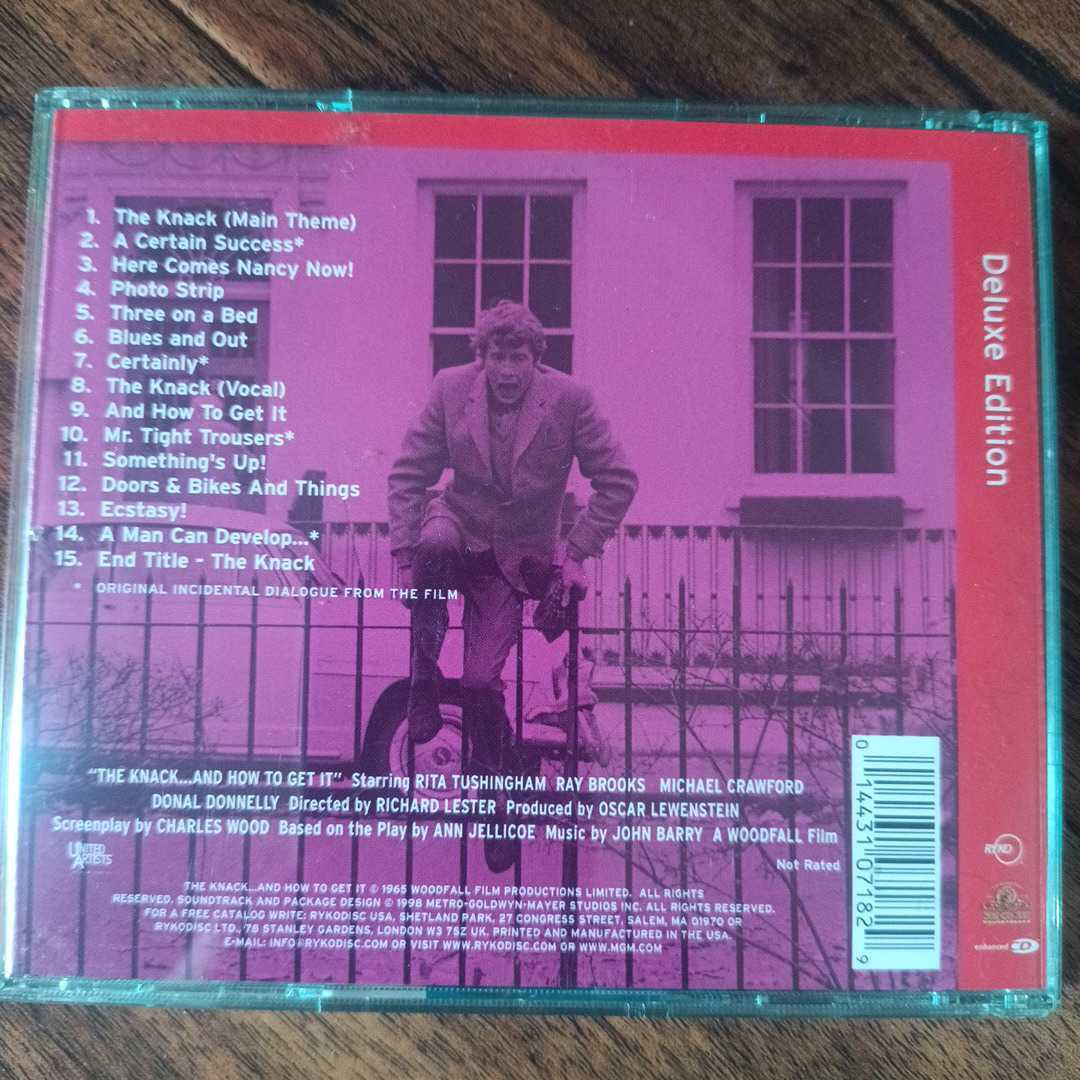 1. The Knack (Main Theme)
2. A Certain Success*
3. Here Comes Nancy Now!
4. Photo Strip
5. Three on a Bed
6. Blues and Out
7. Certainly*
8. The Knack (Vocal)
9. And How To Get It
10. Mr. Tight Trousers*
11. Something's Up!
12. Doors & Bikes And Things
13. Ecstasy!
14. A Man Can Develop...*
15. End Title - The Knack
* ORIGINAL INCIDENTAL DIALOGUE FROM THE FILM
Deluxe Edition
"THE KNACK...AND HOW TO GET IT" Starring RITA TUSHINGHAM RAY BROOKS MICHAEL CRAWFORD
DONAL DONNELLY Directed by RICHARD LESTER Produced by OSCAR LEWENSTEIN
Screenplay by CHARLES WOOD Based on the Play by ANN JELLICOE Music by JOHN BARRY A WOODFALL Film
UNITED
ARTISTS
Not Rated
THE KNACK...AND HOW TO GET IT © 1965 WOODFALL FILM PRODUCTIONS LIMITED. ALL RIGHTS
RESERVED. SOUNDTRACK AND PACKAGE DESIGN © 1998 METRO-GOLDWYN-MAYER STUDIOS INC. ALL RIGHTS RESERVED.
FOR A FREE CATALOG WRITE: RYKODISC USA, SHETLAND PARK, 27 CONGRESS STREET, SALEM, MA 01970 OR
RYKODISC LTD., 78 STANLEY GARDENS, LONDON W3 7SZ U.K. PRINTED AND MANUFACTURED IN THE USA.
E-MAIL: INFO@RYKODISC.COM OR VISIT WWW.RYKODISC.COM OR WWW.MGM.COM
0 14431 07182 9
RYKO
enhanced CD